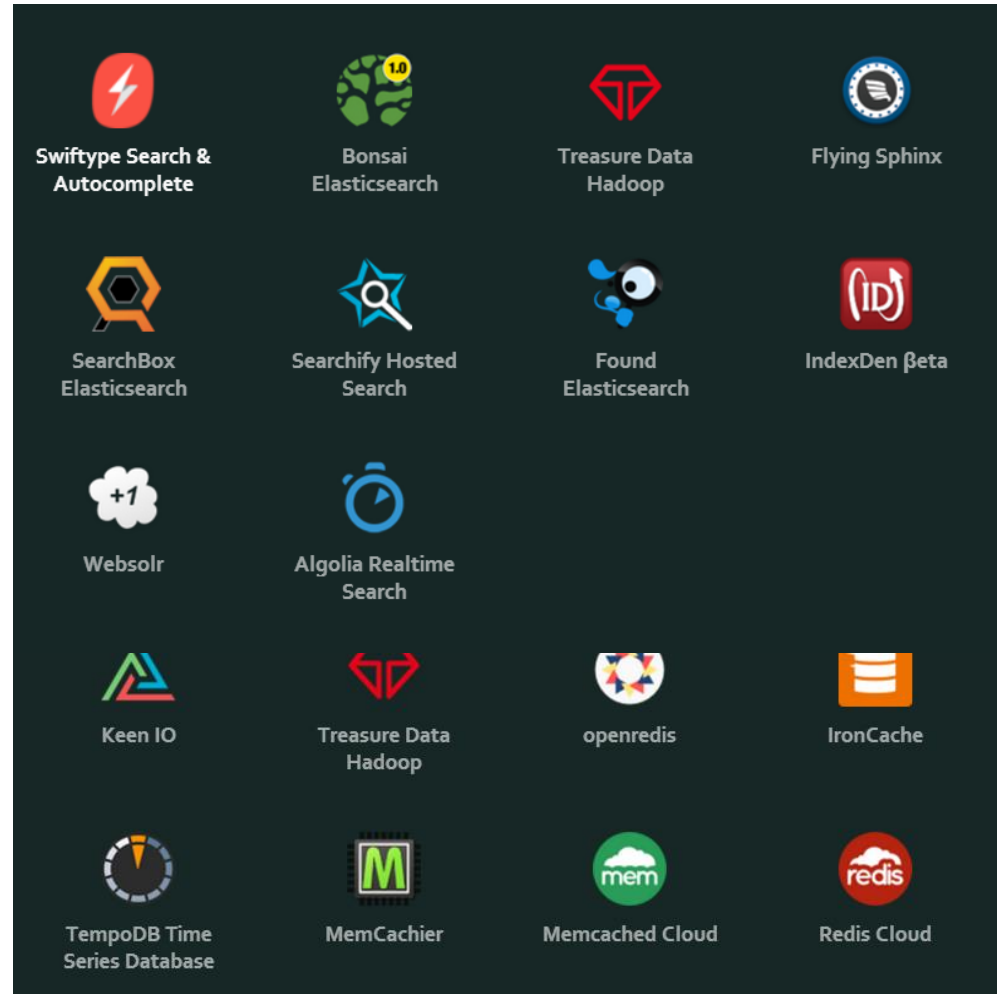 1.0
Swiftype Search &
Autocomplete
Bonsai
Elasticsearch
Treasure Data
Hadoop
Flying Sphinx
ID
SearchBox
Elasticsearch
Searchify Hosted
Search
Found
Elasticsearch
IndexDen βeta
+1
Websolr
Algolia Realtime
Search
Keen IO
Treasure Data
Hadoop
openredis
IronCache
M
mem
redis
TempoDB Time
Series Database
MemCachier
Memcached Cloud
Redis Cloud